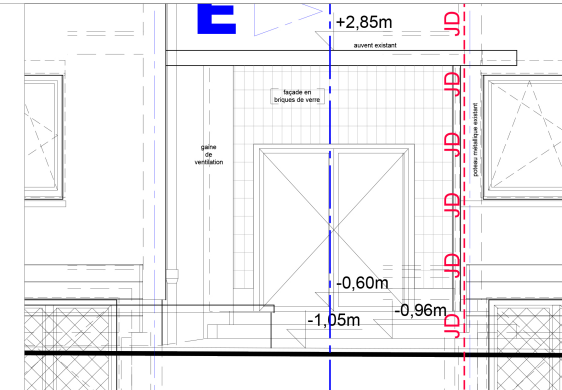 E
+2,85m
JD
auvent existant
JD
façade en
briques de verre
poteau métallique existant
gaine
de
ventilation
JD
JD
JD
-0,60m
-0,96m
-1,05m
JD